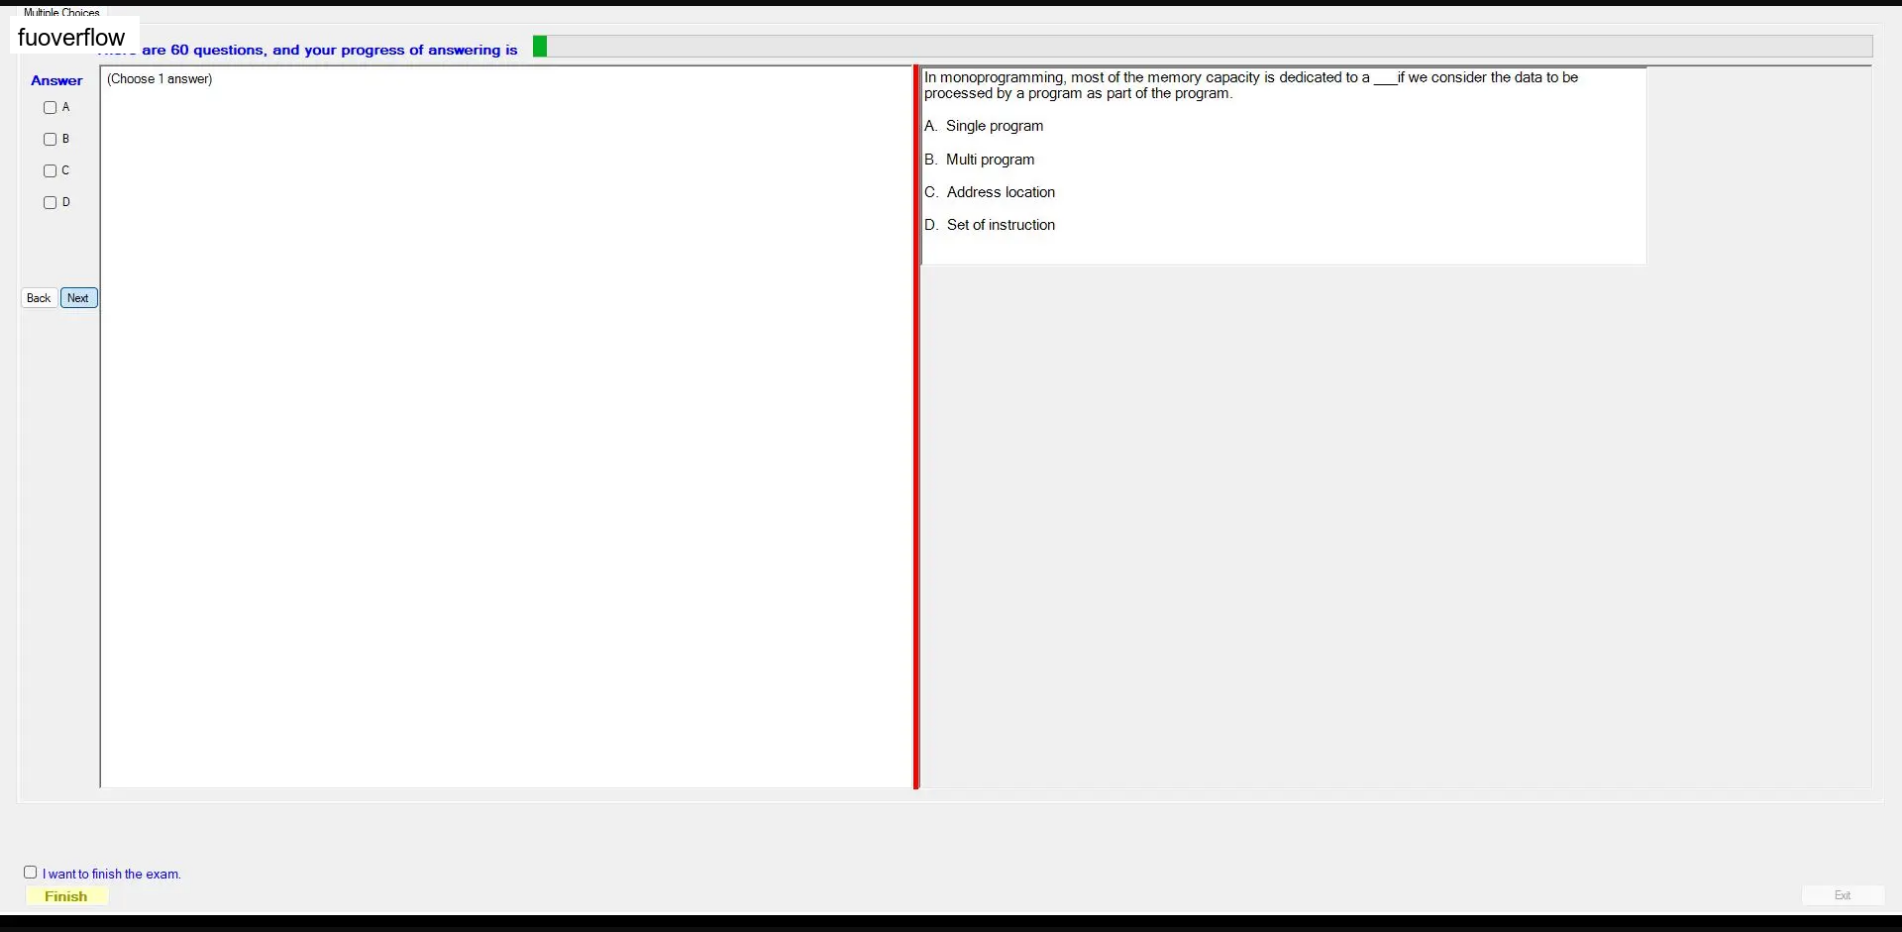 Multiple Choices
fuoverflow
are 60 questions, and your progress of answering is
Answer
(Choose 1 answer)
A
B
C
D
Back Next
In monoprogramming, most of the memory capacity is dedicated to a ___if we consider the data to be
processed by a program as part of the program.
A. Single program
B. Multi program
C. Address location
D. Set of instruction
I want to finish the exam.
Finish
Exit